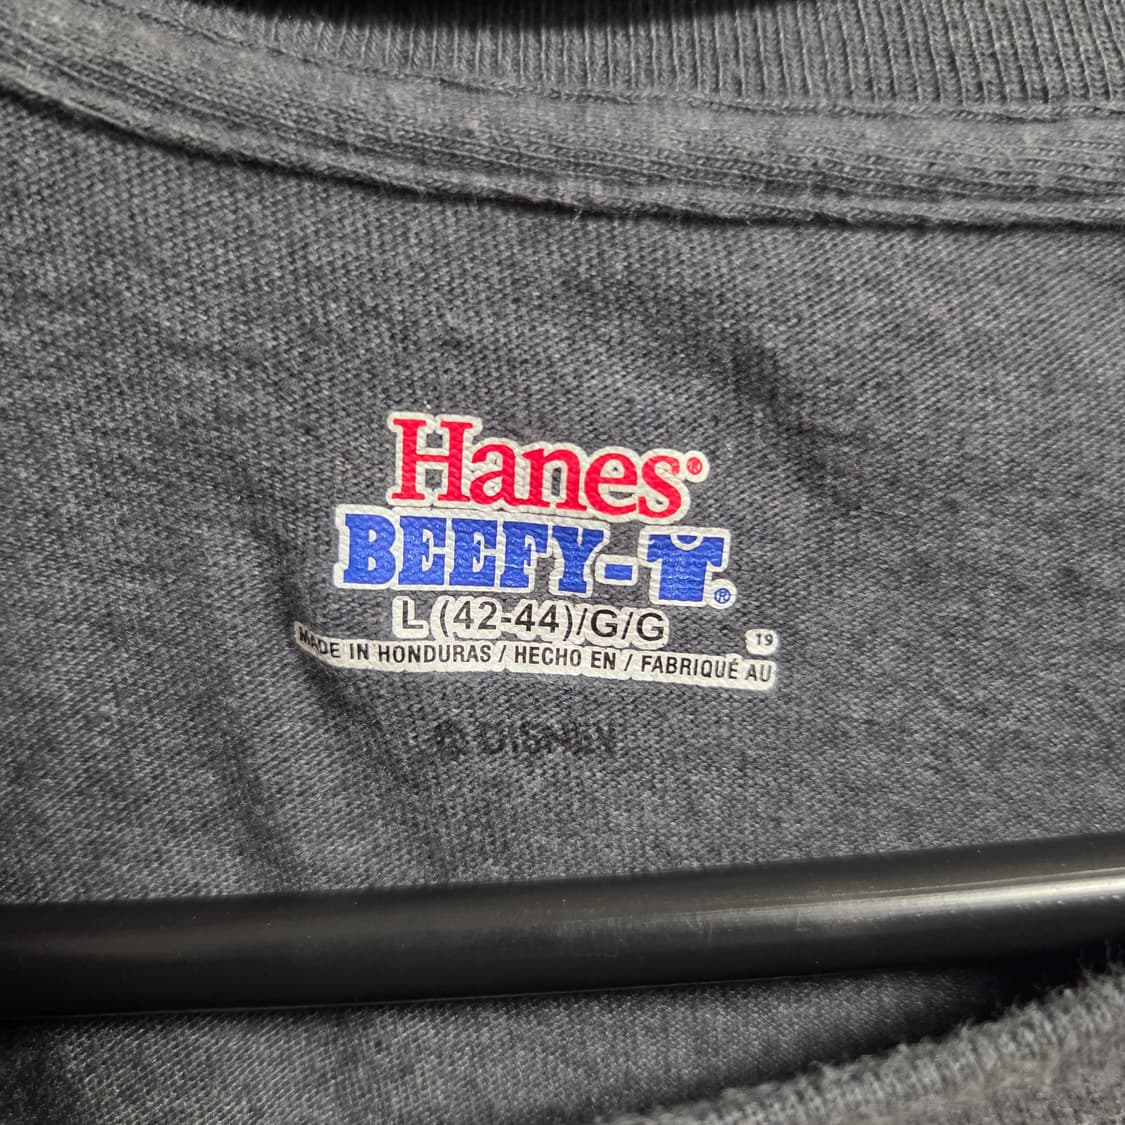 Hanes®
BEEFY-T®
L (42-44)/G/G
19
MADE IN HONDURAS / HECHO EN / FABRIQUÉ AU
© DISNEY